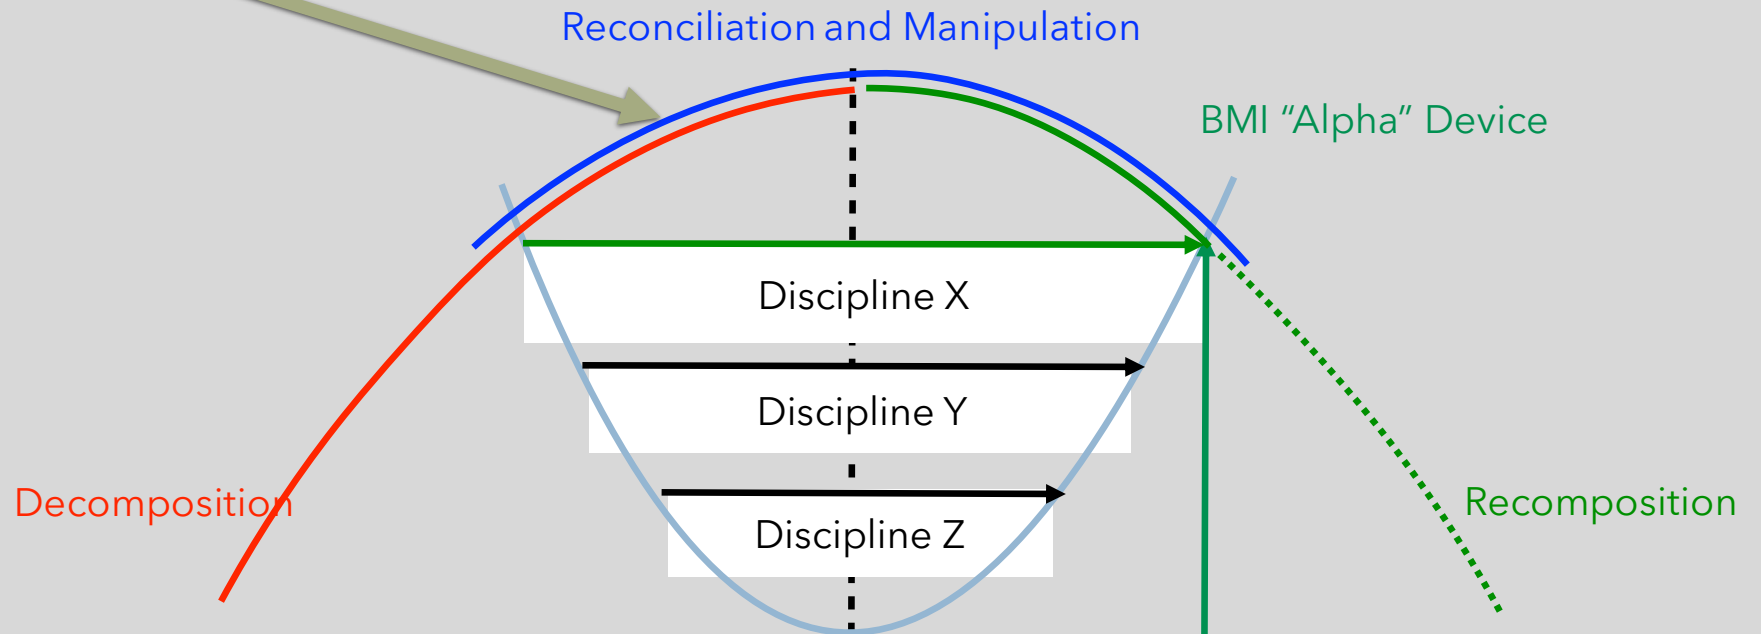 Reconciliation and Manipulation
BMI “Alpha” Device
Discipline X
Discipline Y
Decomposition
Recomposition
Discipline Z